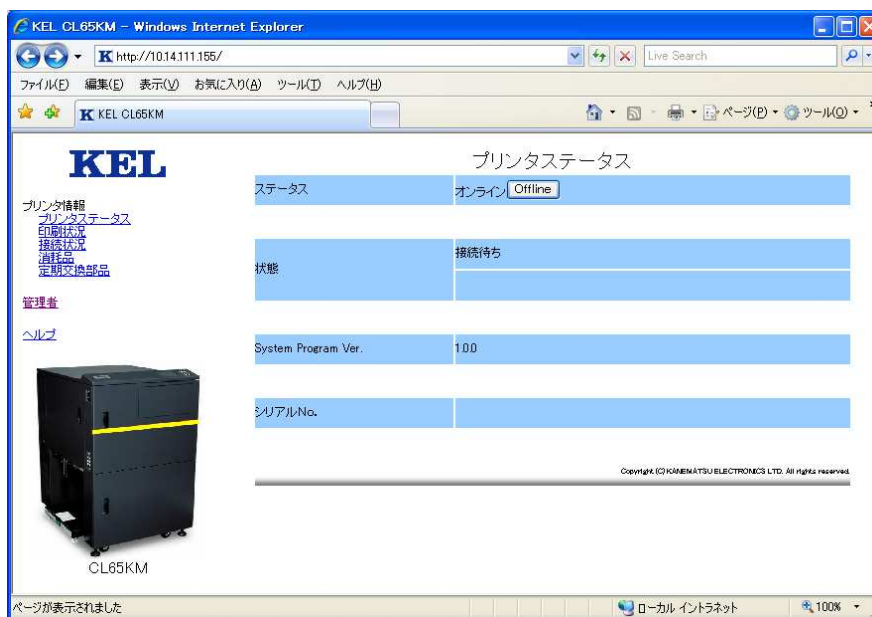 KEL CL65KM - Windows Internet Explorer
http://10.14.111.155/
Live Search
ファイル(F) 編集(E) 表示(V) お気に入り(A) ツール(T) ヘルプ(H)
KEL CL65KM
ページ(P) ツール(O)
KEL
プリンタ情報
プリンタステータス
印刷状況
接続状況
消耗品
定期交換部品
管理者
ヘルプ
CL65KM
プリンタステータス
ステータス オンライン Offline
状態 接続待ち
System Program Ver. 1.0.0
シリアルNo.
Copyright (C) KANEMATSU ELECTRONICS LTD. All rights reserved.
ページが表示されました ローカル イントラネット 100%